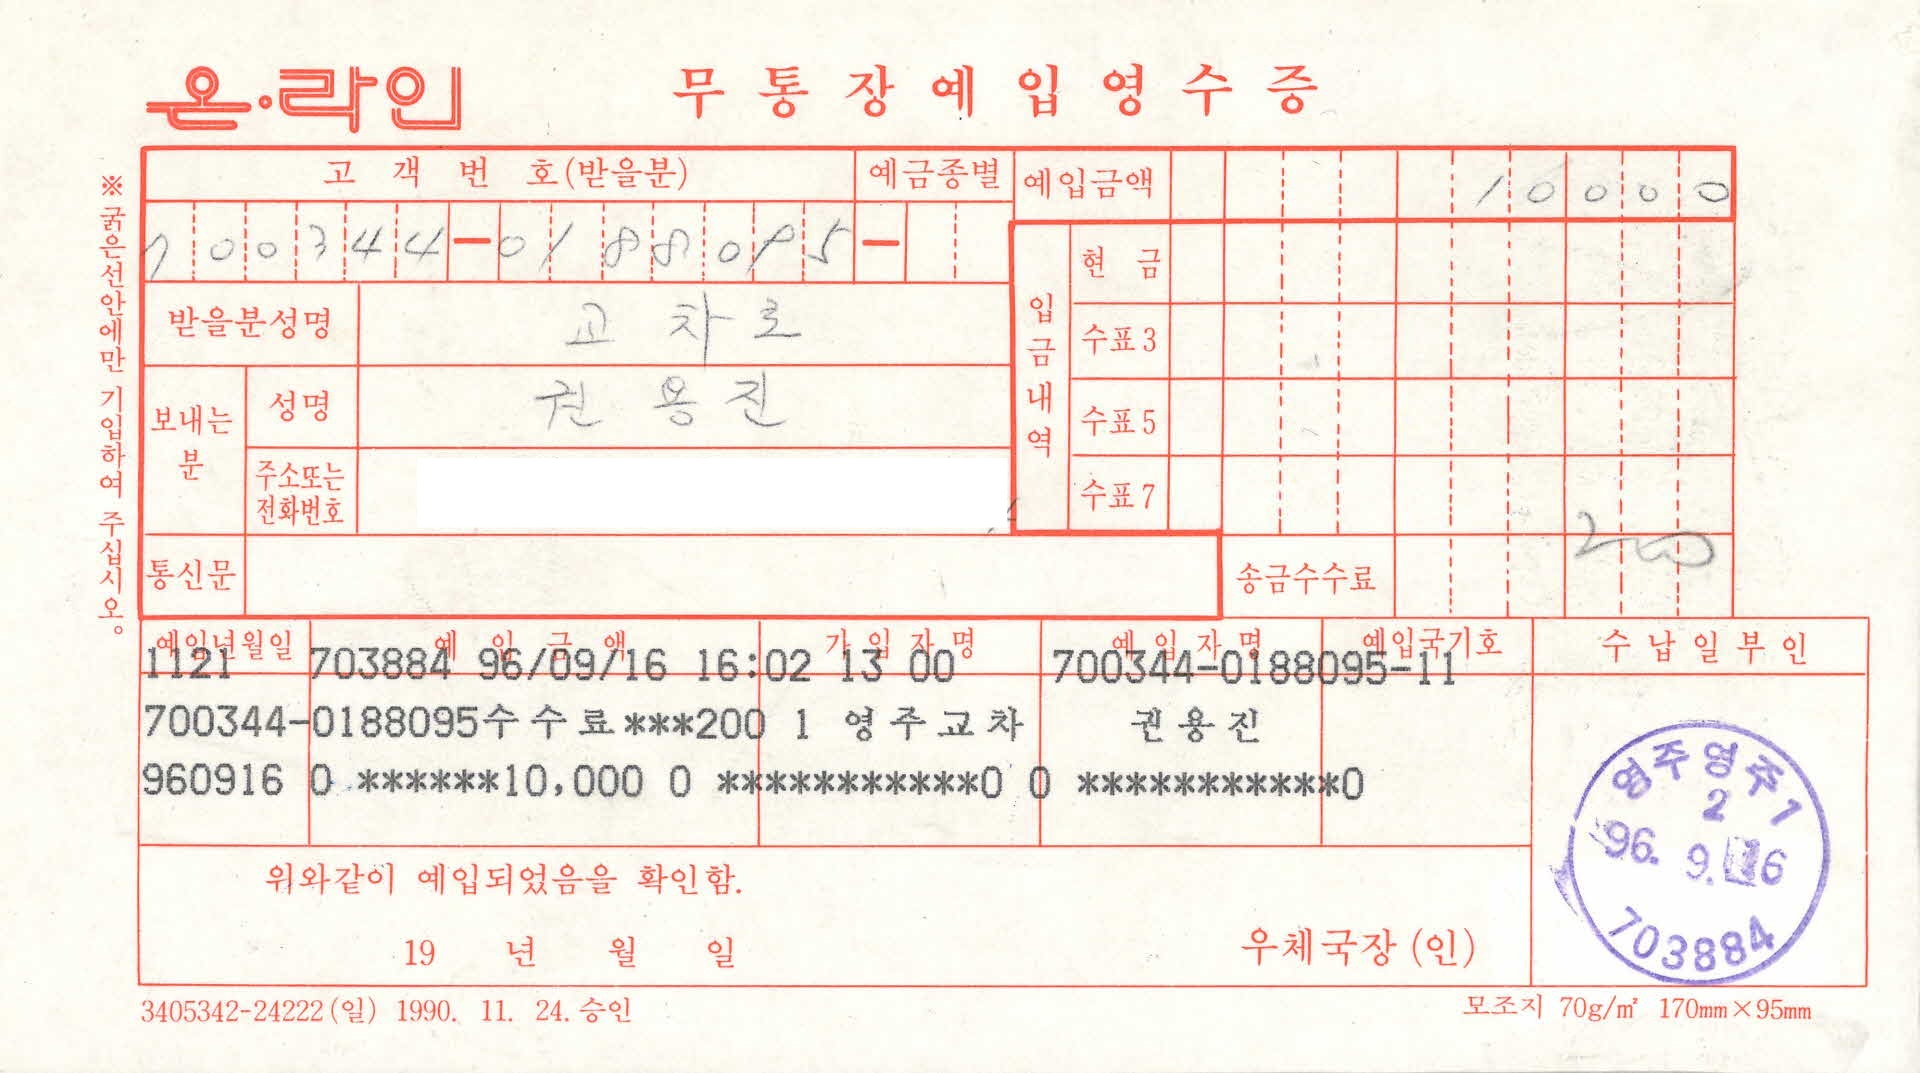 온·라인
무통장예입영수증
※굵은선안에만 기입하여 주십시오。
고객번호(받을분) 예금종별 예입금액 10000
700344-0188095-
받을분성명 교차로
보내는분 성명 권용진
주소또는
전화번호
입금내역
현금
수표3
수표5
수표7
통신문
송금수수료 200
예입년월일 예입금액 가입자명 예입자명 예입국기호 수납일부인
1121 703884 96/09/16 16:02 13 00 700344-0188095-11
700344-0188095수수료***200 1 영주교차 권용진
960916 0 ******10,000 0 ***********0 0 ***********0
영주영주1
2
96. 9. 16
703884
위와같이 예입되었음을 확인함.
19 년 월 일
우체국장(인)
3405342-24222(일) 1990. 11. 24.승인
모조지 70g/㎡ 170mm×95mm